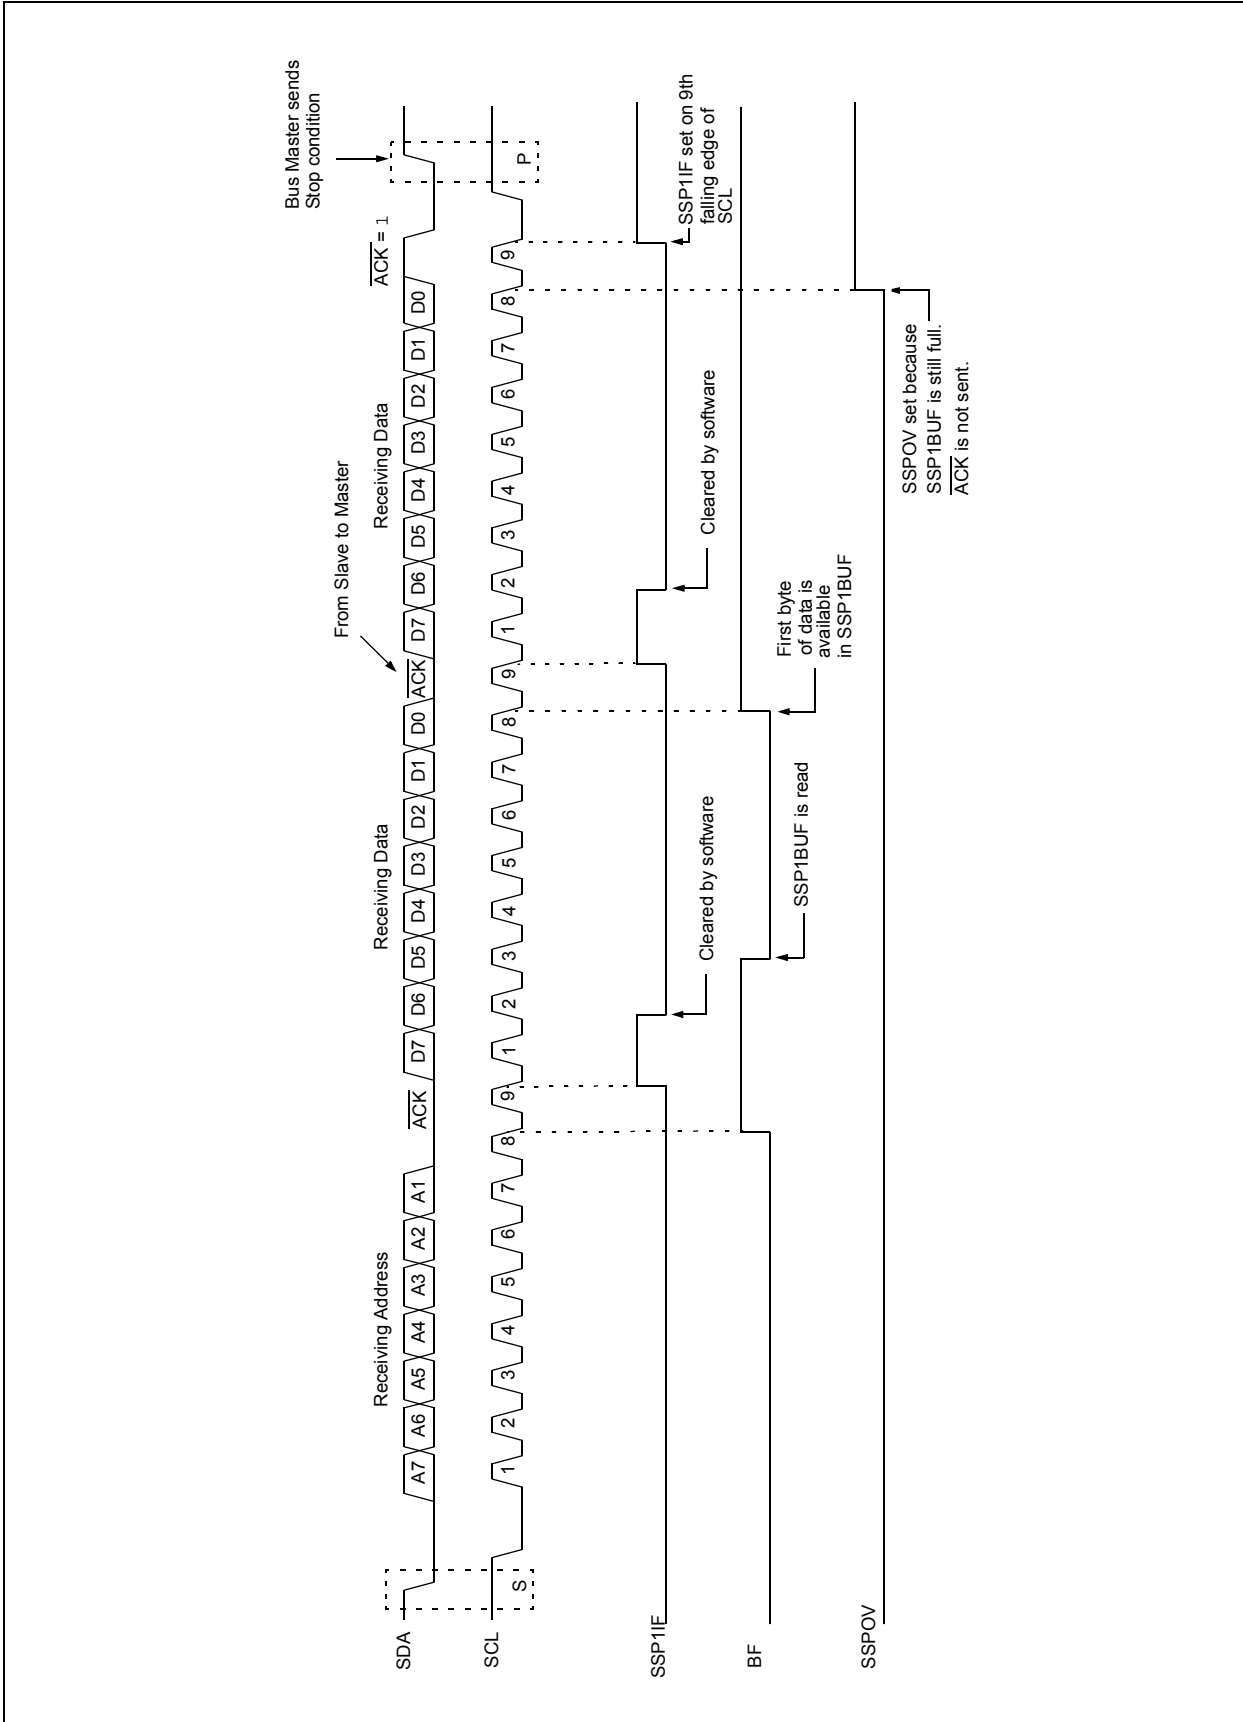 Bus Master sends
Stop condition
From Slave to Master
Receiving Address
Receiving Data
Receiving Data
ACK = 1
SDA
A7 A6 A5 A4 A3 A2 A1
ACK
D7 D6 D5 D4 D3 D2 D1 D0
ACK
D7 D6 D5 D4 D3 D2 D1 D0
SCL
S
1 2 3 4 5 6 7 8 9
1 2 3 4 5 6 7 8 9
1 2 3 4 5 6 7 8 9
P
SSP1IF
Cleared by software
Cleared by software
SSP1IF set on 9th
falling edge of
SCL
BF
SSP1BUF is read
First byte
of data is
available
in SSP1BUF
SSPOV
SSPOV set because
SSP1BUF is still full.
ACK is not sent.